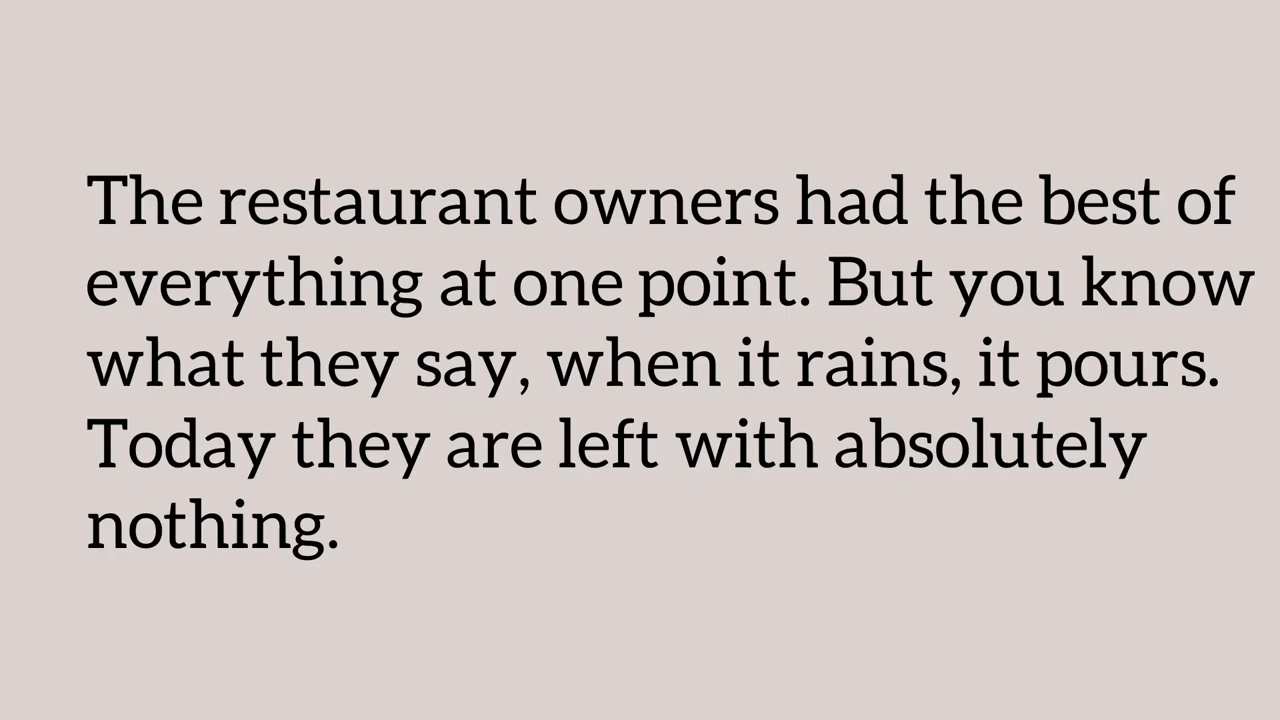 The restaurant owners had the best of
everything at one point. But you know
what they say, when it rains, it pours.
Today they are left with absolutely
nothing.